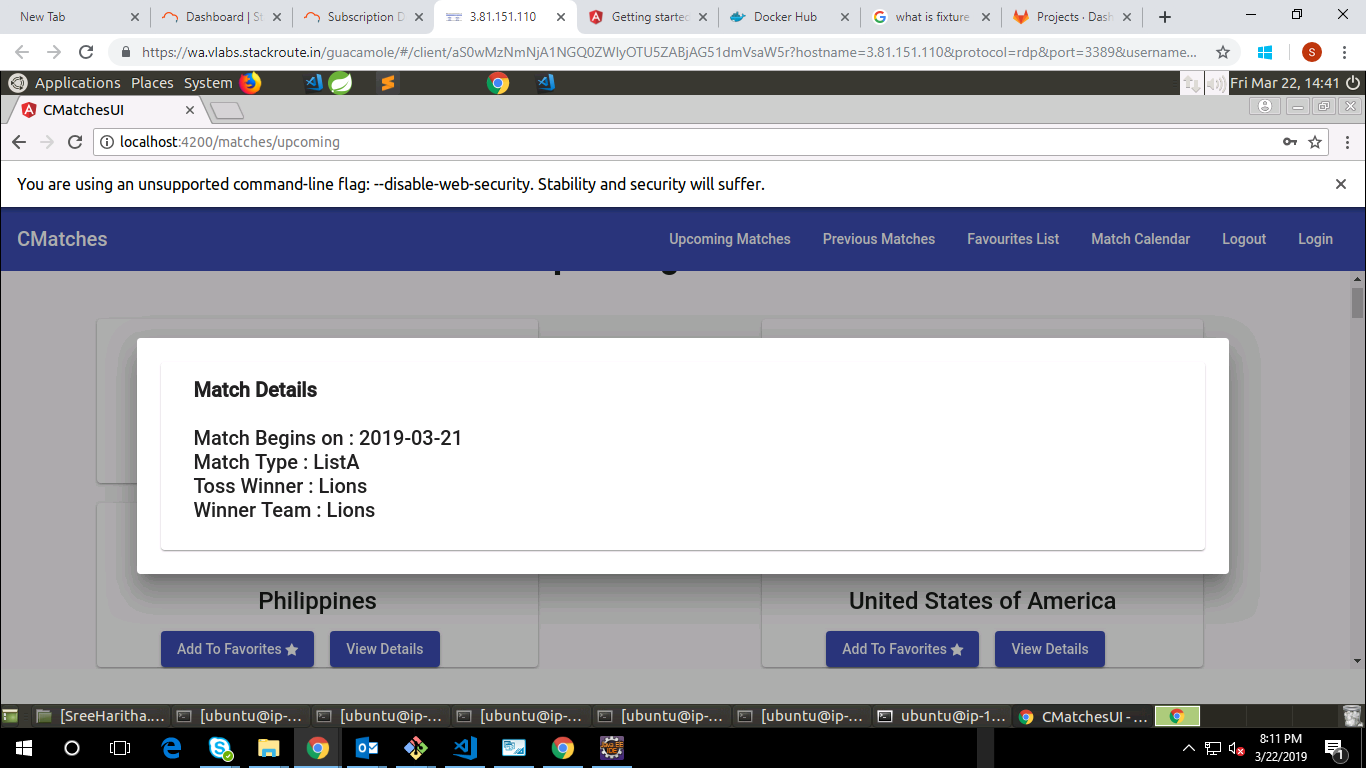 New Tab
Dashboard | St
Subscription D
3.81.151.110
Getting started
Docker Hub
what is fixture
Projects · Dash
https://wa.vlabs.stackroute.in/guacamole/#/client/aS0wMzNmNjA1NGQ0ZWIyOTU5ZABjAG51dmVsaW5r?hostname=3.81.151.110&protocol=rdp&port=3389&username...
S
Applications Places System
Fri Mar 22, 14:41
CMatchesUI
localhost:4200/matches/upcoming
You are using an unsupported command-line flag: --disable-web-security. Stability and security will suffer.
CMatches
Upcoming Matches
Previous Matches
Favourites List
Match Calendar
Logout
Login
Match Details
Match Begins on : 2019-03-21
Match Type : ListA
Toss Winner : Lions
Winner Team : Lions
Philippines
United States of America
Add To Favorites
View Details
Add To Favorites
View Details
[SreeHaritha....
[ubuntu@ip-...
[ubuntu@ip-...
[ubuntu@ip-...
[ubuntu@ip-...
[ubuntu@ip-...
ubuntu@ip-1...
CMatchesUI - ...
8:11 PM
3/22/2019
1